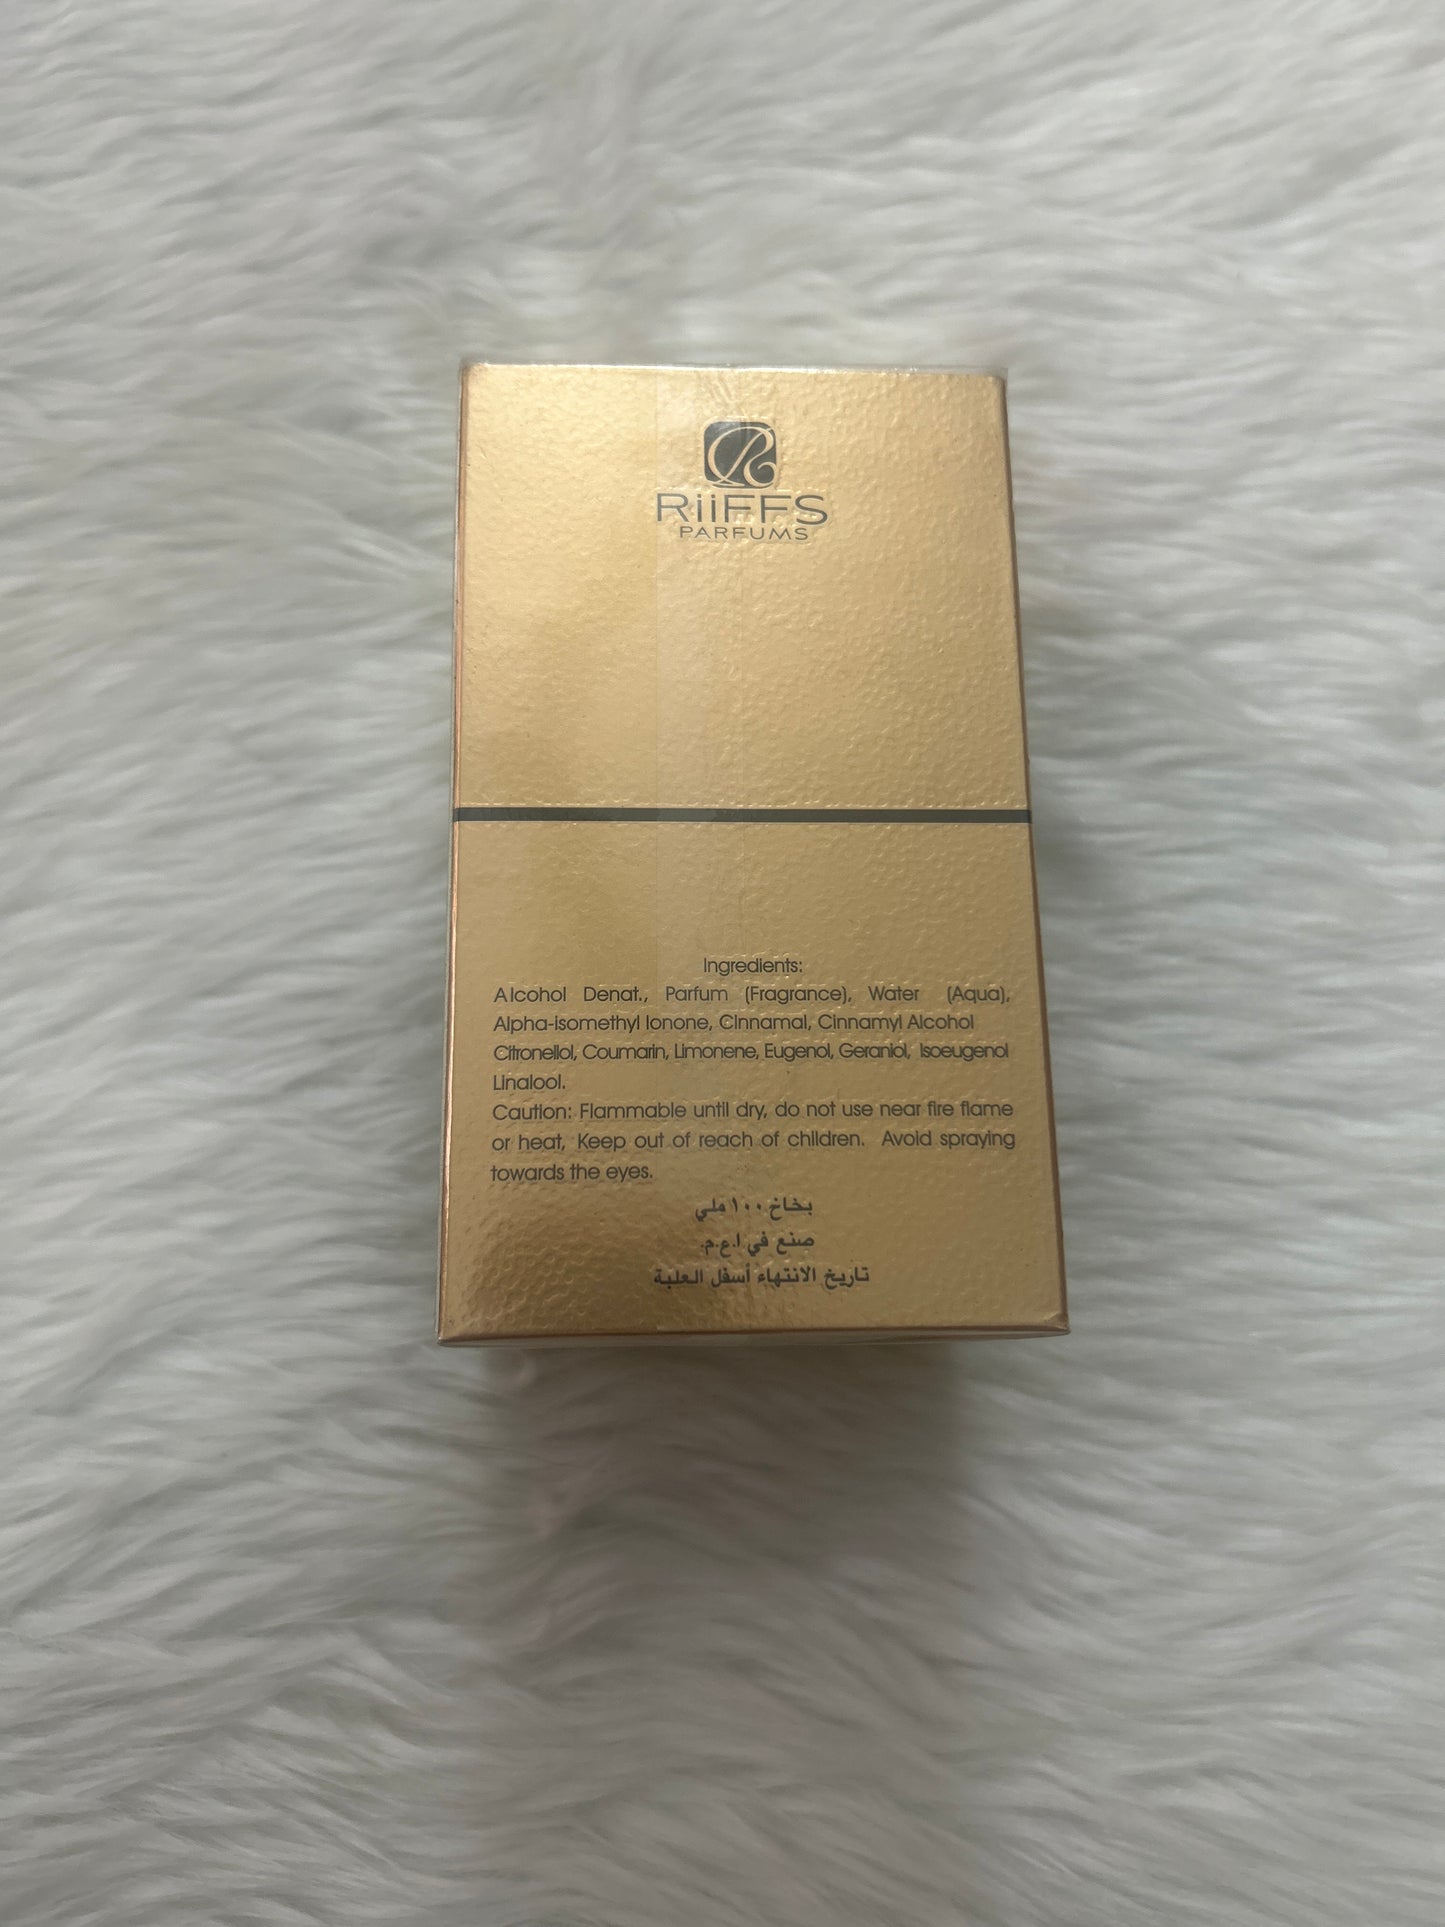 R
RiiFFS
PARFUMS
Ingredients:
Alcohol Denat., Parfum (Fragrance), Water (Aqua),
Alpha-isomethyl Ionone, Cinnamal, Cinnamyl Alcohol
Citronellol, Coumarin, Limonene, Eugenol, Geraniol, Isoeugenol
Linalool.
Caution: Flammable until dry, do not use near fire flame
or heat, Keep out of reach of children. Avoid spraying
towards the eyes.
بخاخ ١٠٠ ملي
صنع في ا.ع.م.
تاريخ الانتهاء أسفل العلبة